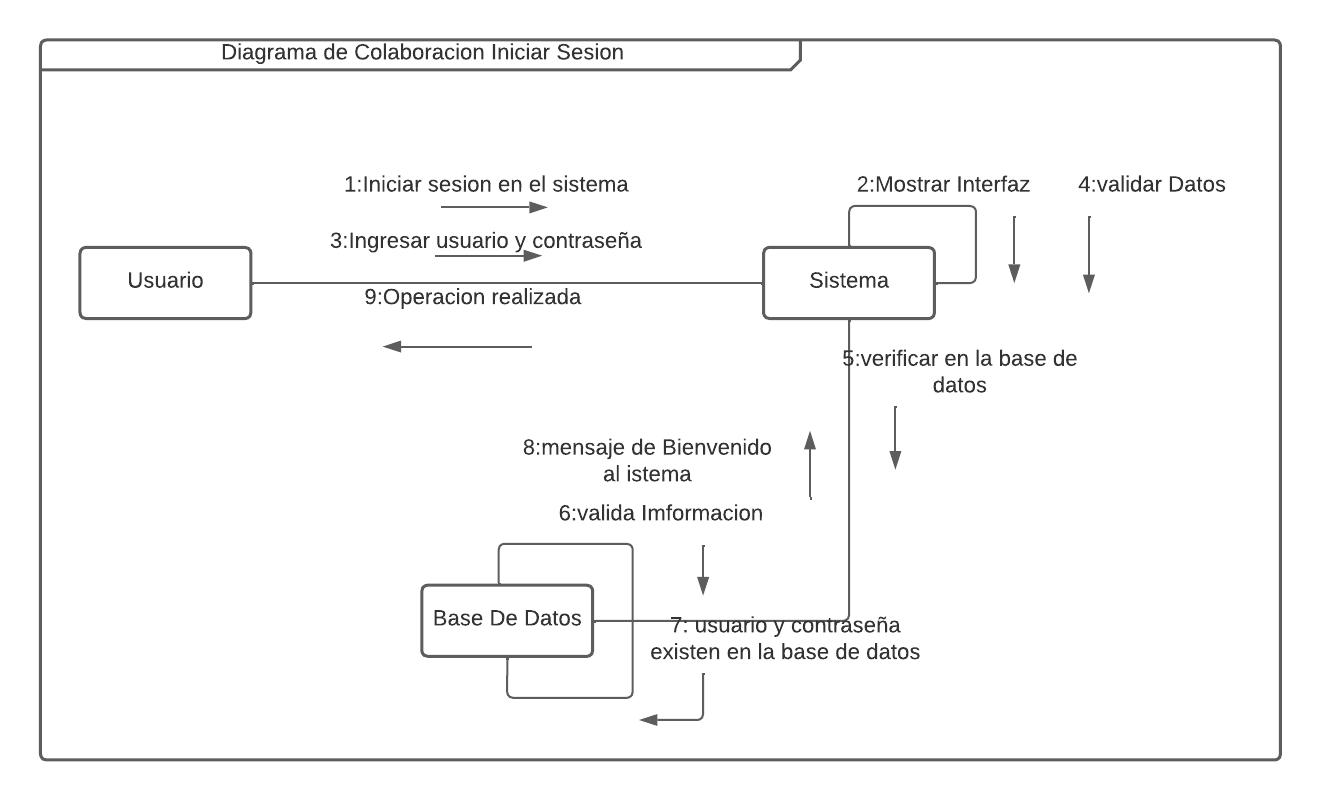 Diagrama de Colaboracion Iniciar Sesion
1:Iniciar sesion en el sistema
2:Mostrar Interfaz
4:validar Datos
3:Ingresar usuario y contraseña
Usuario
Sistema
9:Operacion realizada
5:verificar en la base de
datos
8:mensaje de Bienvenido
al istema
6:valida Imformacion
Base De Datos
7: usuario y contraseña
existen en la base de datos